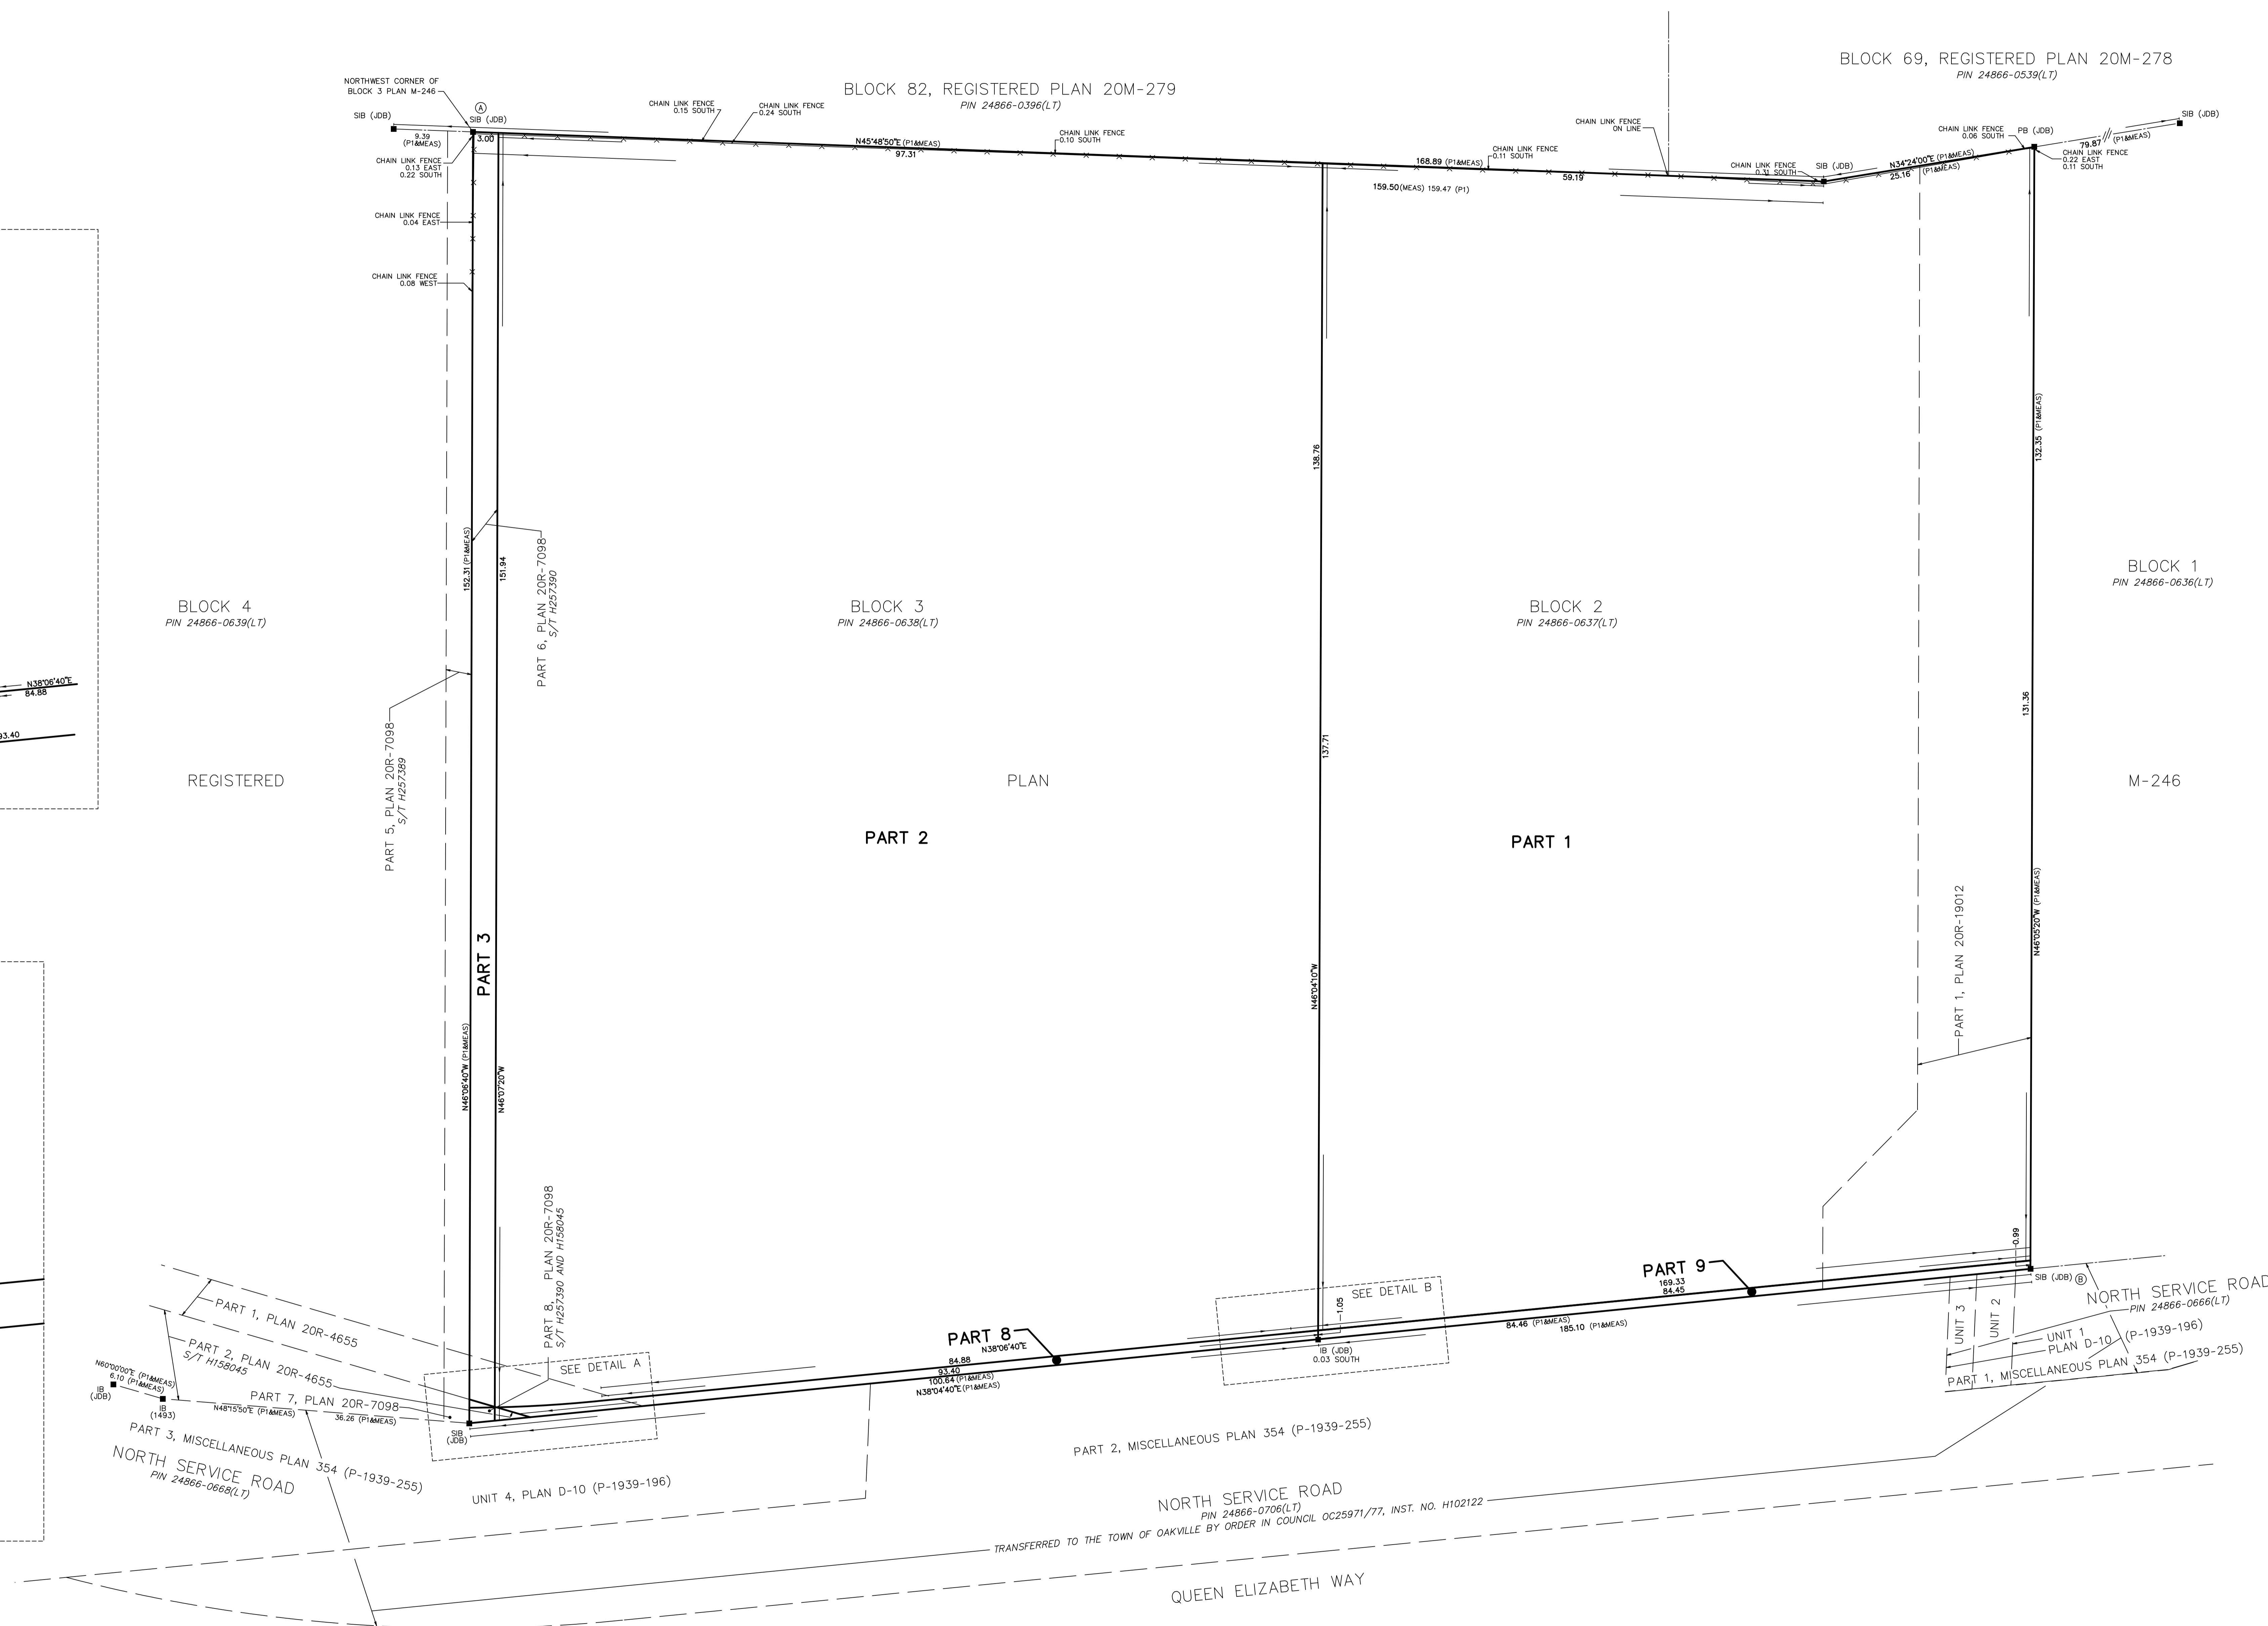 BLOCK 69, REGISTERED PLAN 20M-278
PIN 24866-0539(LT)
BLOCK 82, REGISTERED PLAN 20M-279
PIN 24866-0396(LT)
NORTHWEST CORNER OF
BLOCK 3 PLAN M-246
A
SIB (JDB)
SIB (JDB)
9.39
(P1&MEAS)
3.00
CHAIN LINK FENCE
0.15 SOUTH
CHAIN LINK FENCE
0.24 SOUTH
N45°48'50"E (P1&MEAS)
97.31
CHAIN LINK FENCE
0.10 SOUTH
168.89 (P1&MEAS)
CHAIN LINK FENCE
0.11 SOUTH
159.50(MEAS) 159.47 (P1)
59.19
CHAIN LINK FENCE
ON LINE
CHAIN LINK FENCE
0.31 SOUTH
SIB (JDB)
N34°24'00"E (P1&MEAS)
25.16 (P1&MEAS)
CHAIN LINK FENCE
0.06 SOUTH
PB (JDB)
79.87 (P1&MEAS)
SIB (JDB)
CHAIN LINK FENCE
0.22 EAST
0.11 SOUTH
CHAIN LINK FENCE
0.13 EAST
0.22 SOUTH
CHAIN LINK FENCE
0.04 EAST
CHAIN LINK FENCE
0.08 WEST
152.31 (P1&MEAS)
151.94
PART 6, PLAN 20R-7098
S/T H257390
138.76
132.35 (P1&MEAS)
BLOCK 4
PIN 24866-0639(LT)
BLOCK 3
PIN 24866-0638(LT)
BLOCK 2
PIN 24866-0637(LT)
BLOCK 1
PIN 24866-0636(LT)
N38°06'40"E
84.88
93.40
PART 5, PLAN 20R-7098
S/T H257389
137.71
131.36
REGISTERED
PLAN
M-246
PART 2
PART 1
PART 3
N46°06'40"W (P1&MEAS)
N46°07'20"W
N46°04'10"W
N46°05'20"W (P1&MEAS)
PART 1, PLAN 20R-19012
PART 8, PLAN 20R-7098
S/T H257390 AND H158045
PART 9
169.33
84.45
84.46 (P1&MEAS)
185.10 (P1&MEAS)
0.99
SIB (JDB) B
SEE DETAIL B
1.05
IB (JDB)
0.03 SOUTH
PART 8
N38°06'40"E
84.88
93.40
100.64 (P1&MEAS)
N38°04'40"E (P1&MEAS)
SEE DETAIL A
SIB
(JDB)
PART 1, PLAN 20R-4655
PART 2, PLAN 20R-4655
S/T H158045
PART 7, PLAN 20R-7098
N60°00'00"E (P1&MEAS)
6.10 (P1&MEAS)
IB
(JDB)
IB
(1493)
N48°15'50"E (P1&MEAS)
36.26 (P1&MEAS)
PART 3, MISCELLANEOUS PLAN 354 (P-1939-255)
NORTH SERVICE ROAD
PIN 24866-0668(LT)
UNIT 4, PLAN D-10 (P-1939-196)
PART 2, MISCELLANEOUS PLAN 354 (P-1939-255)
UNIT 3
UNIT 2
NORTH SERVICE ROAD
PIN 24866-0666(LT)
UNIT 1
PLAN D-10 (P-1939-196)
PART 1, MISCELLANEOUS PLAN 354 (P-1939-255)
NORTH SERVICE ROAD
PIN 24866-0706(LT)
TRANSFERRED TO THE TOWN OF OAKVILLE BY ORDER IN COUNCIL OC25971/77, INST. NO. H102122
QUEEN ELIZABETH WAY